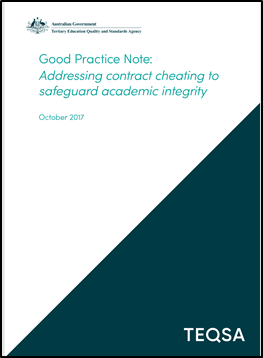 Australian Government
Tertiary Education Quality and Standards Agency
Good Practice Note:
Addressing contract cheating to
safeguard academic integrity
October 2017
TEQSA